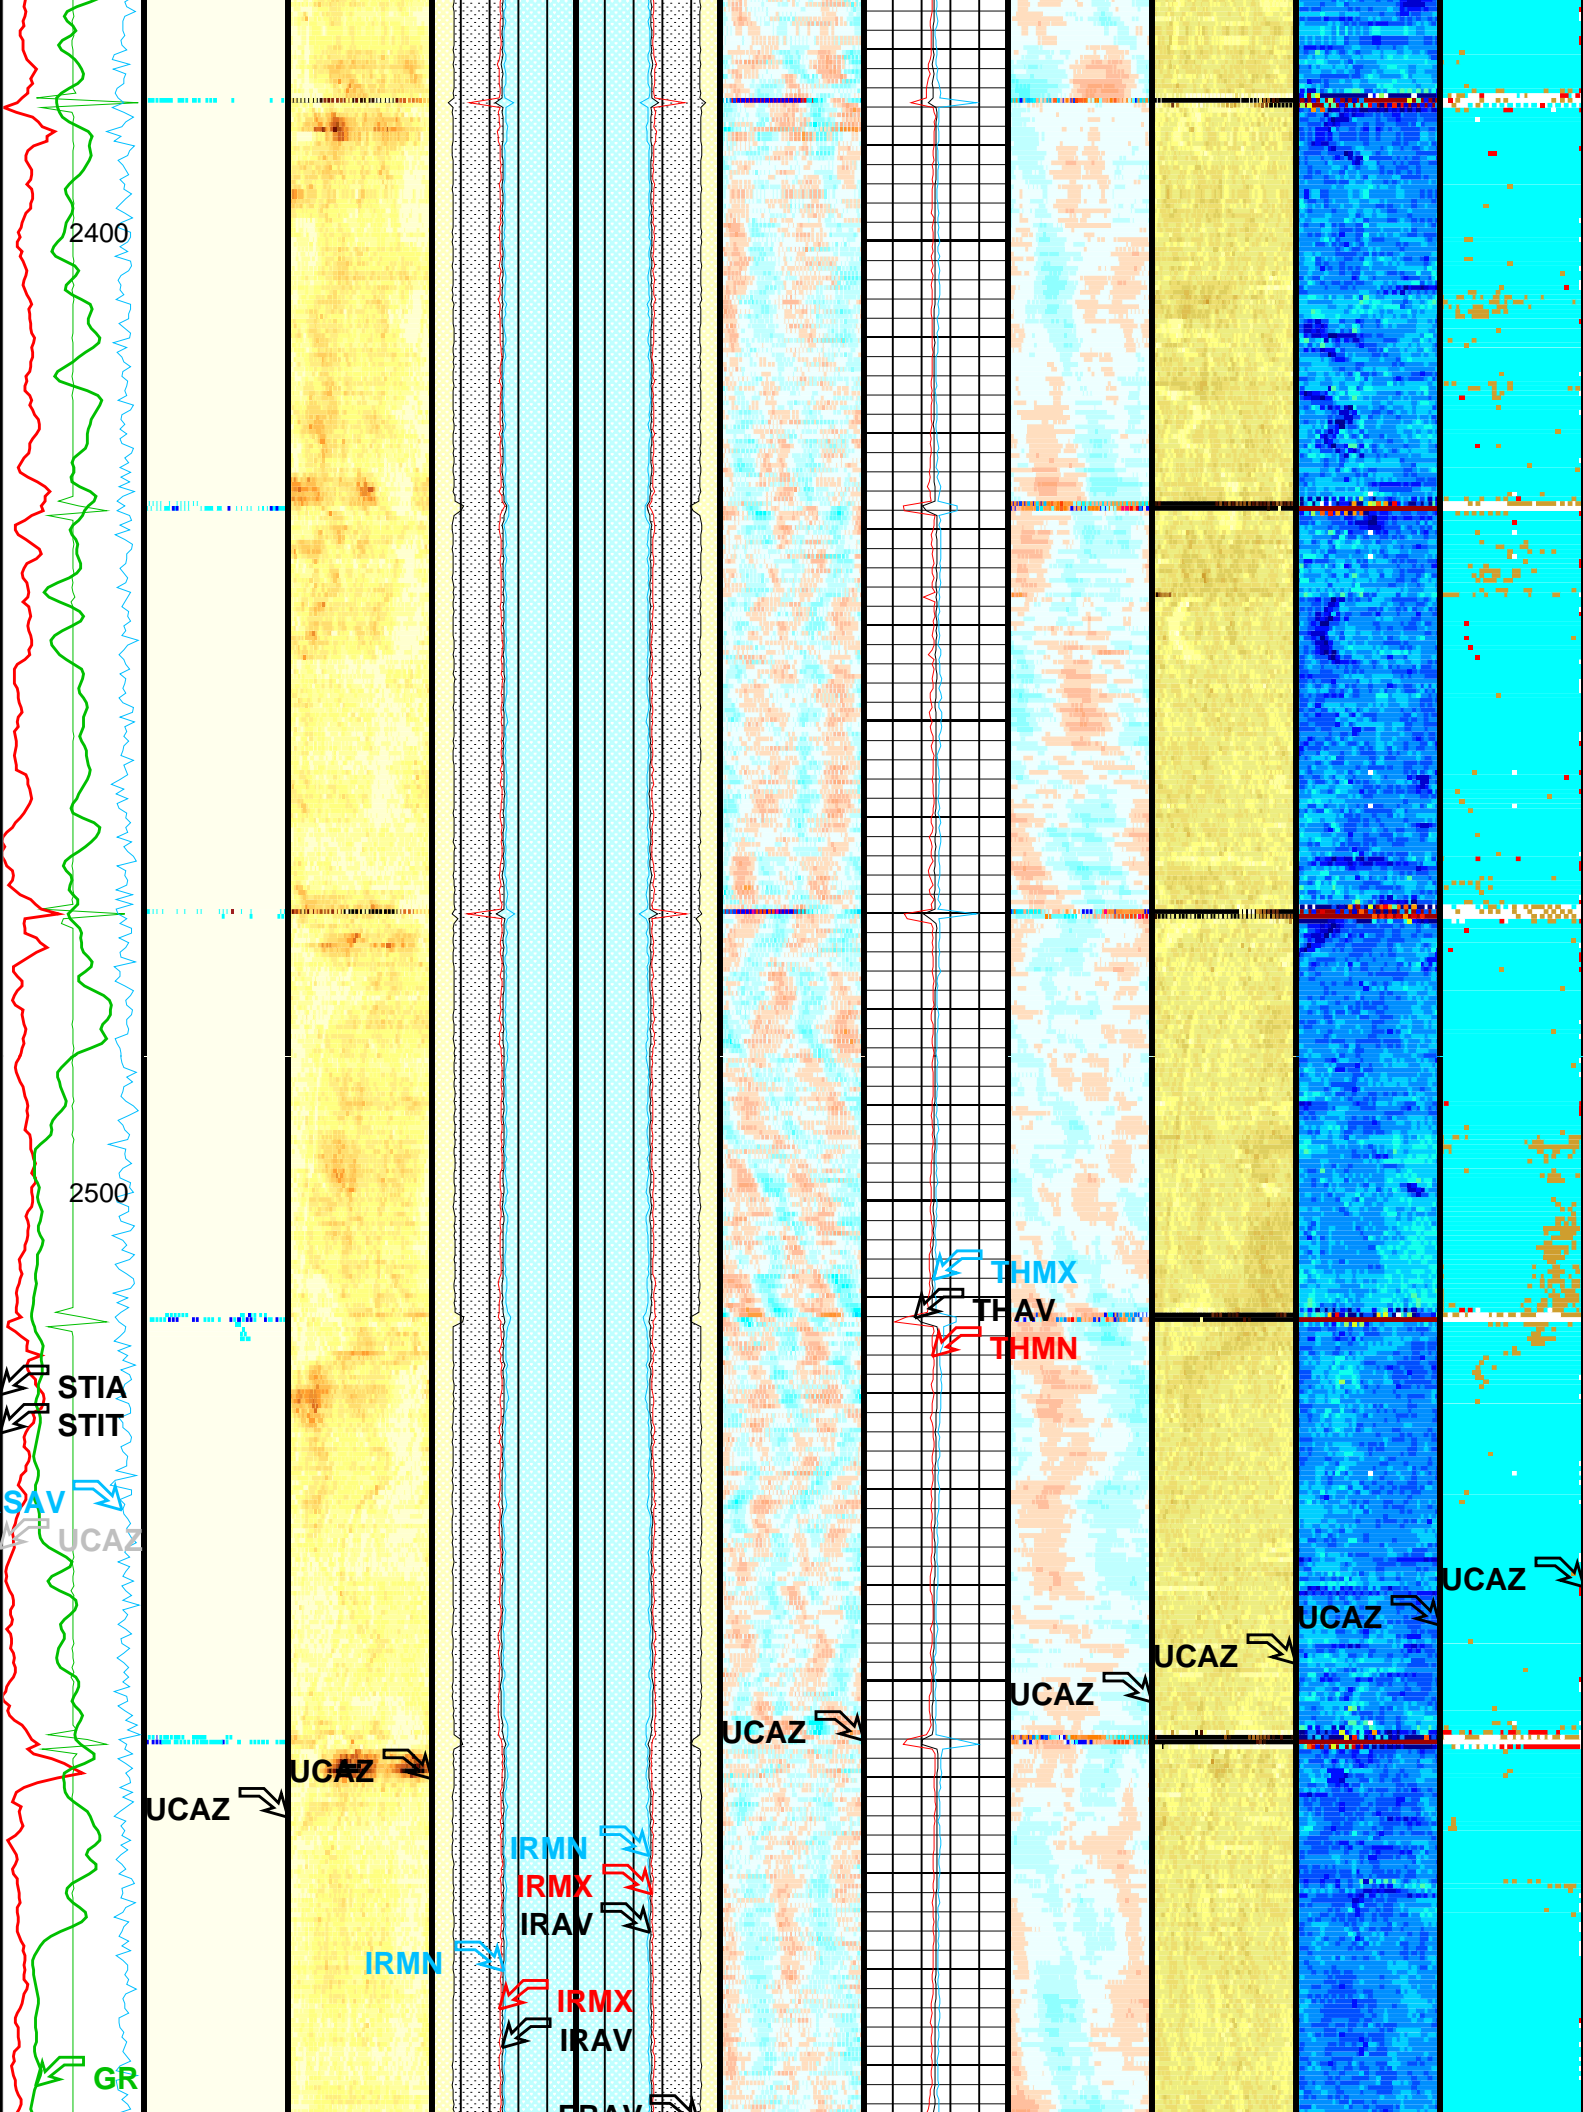 2400
2500
THMX
THAV
THMN
STIA
STIT
SAV
UCAZ
UCAZ
UCAZ
UCAZ
UCAZ
UCAZ
UCAZ
UCAZ
IRMN
IRMX
IRAV
IRMN
IRMX
IRAV
GR